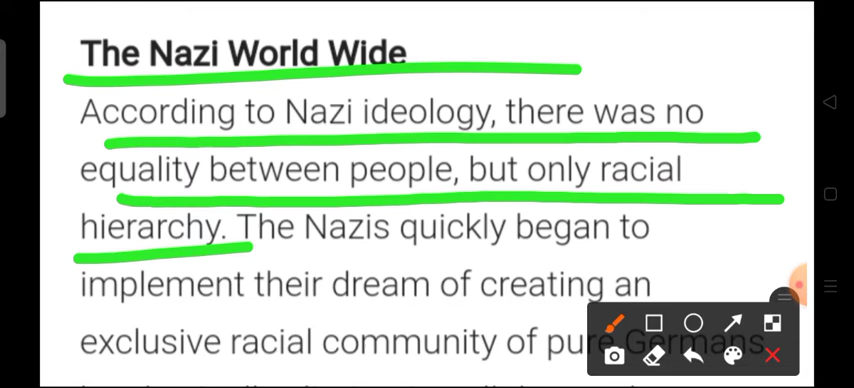 The Nazi World Wide
According to Nazi ideology, there was no
equality between people, but only racial
hierarchy. The Nazis quickly began to
implement their dream of creating an
exclusive racial community of pure Germans